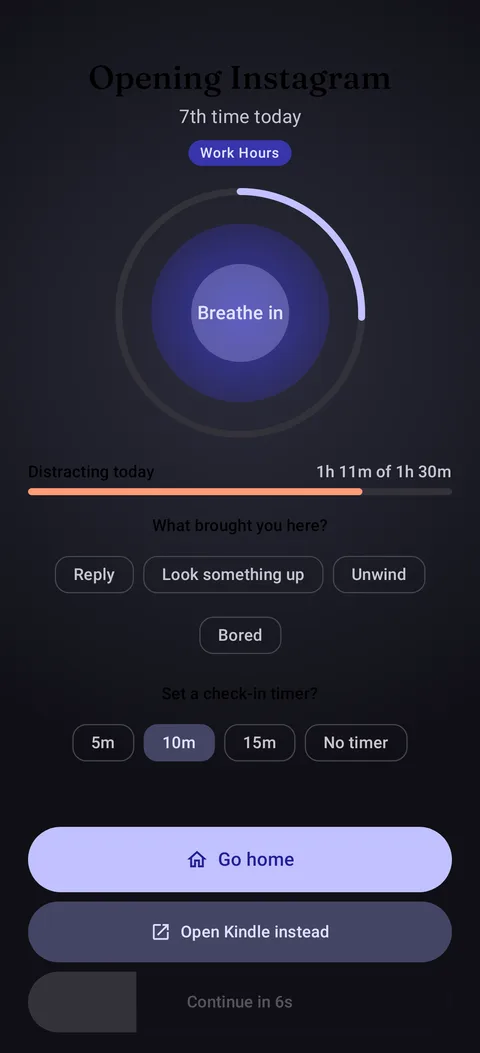 Opening Instagram
7th time today
Work Hours
Breathe in
Distracting today 1h 11m of 1h 30m
What brought you here?
Reply Look something up Unwind
Bored
Set a check-in timer?
5m 10m 15m No timer
Go home
Open Kindle instead
Continue in 6s